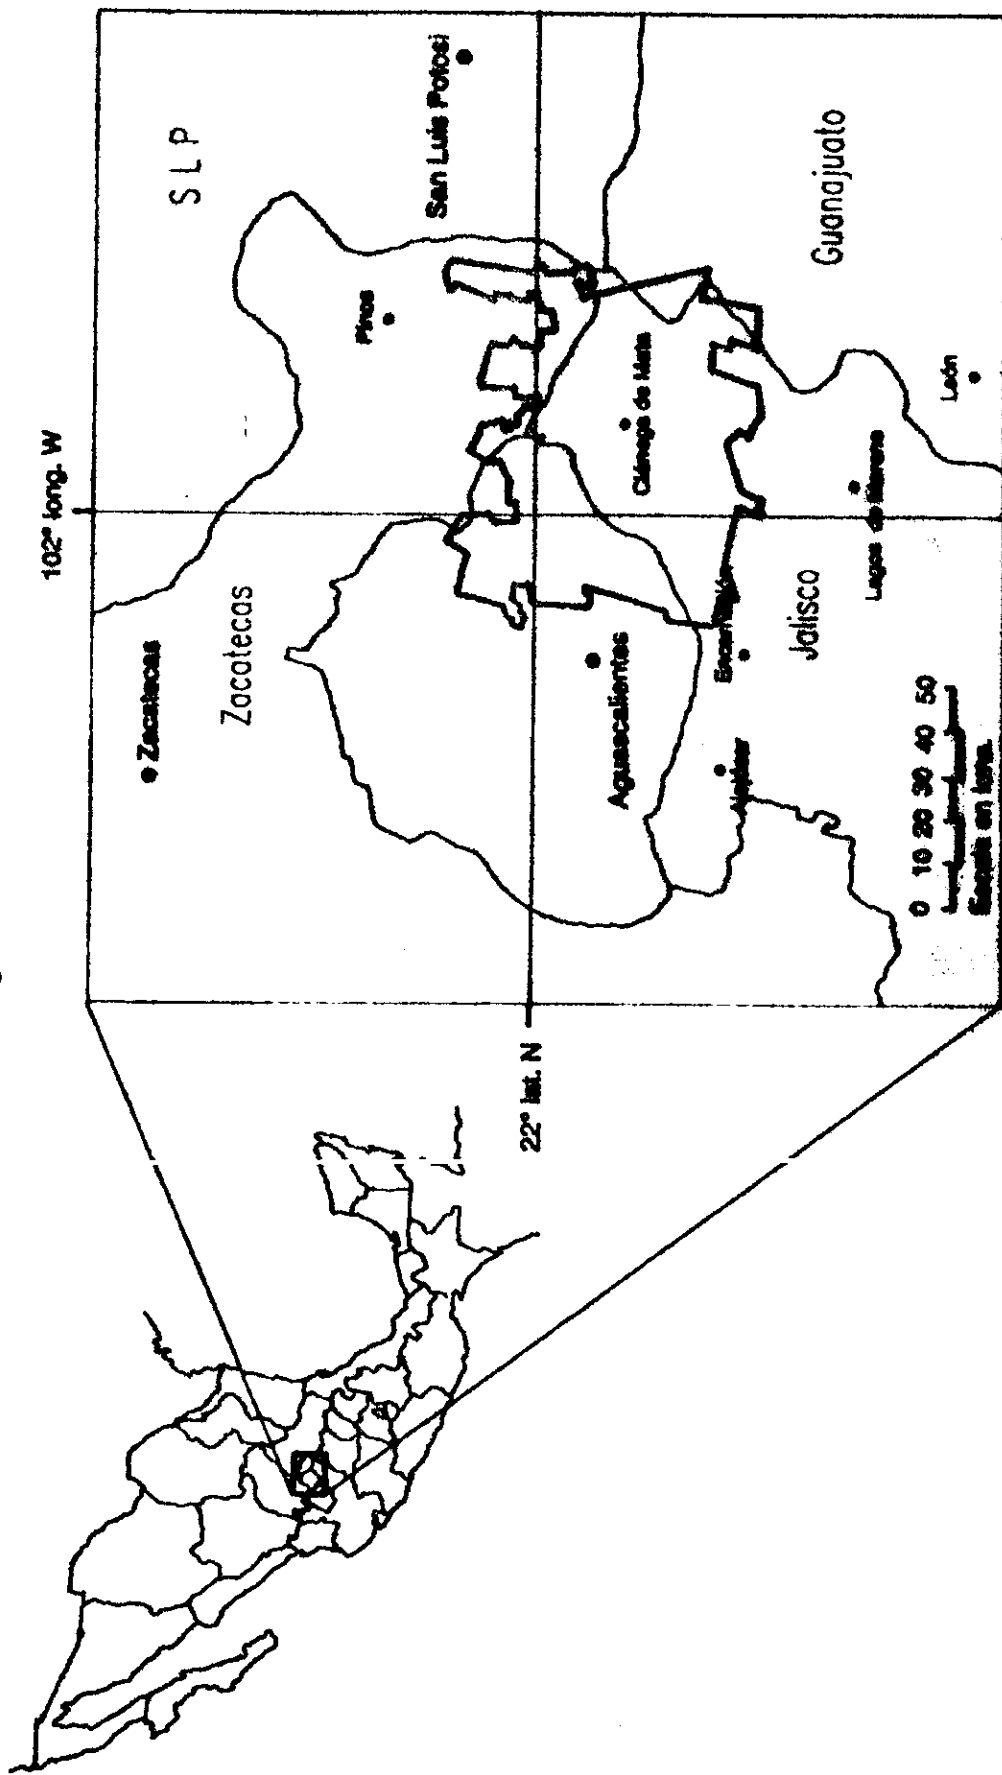 102° long. W
S L P
Zacatecas
San Luis Potosí
Pinos
Zacatecas
22° lat. N
Ciénega de Mata
Aguascalientes
Guanajuato
León
Lagos de Moreno
Jalisco
0 10 20 30 40 50
Escala en kms.